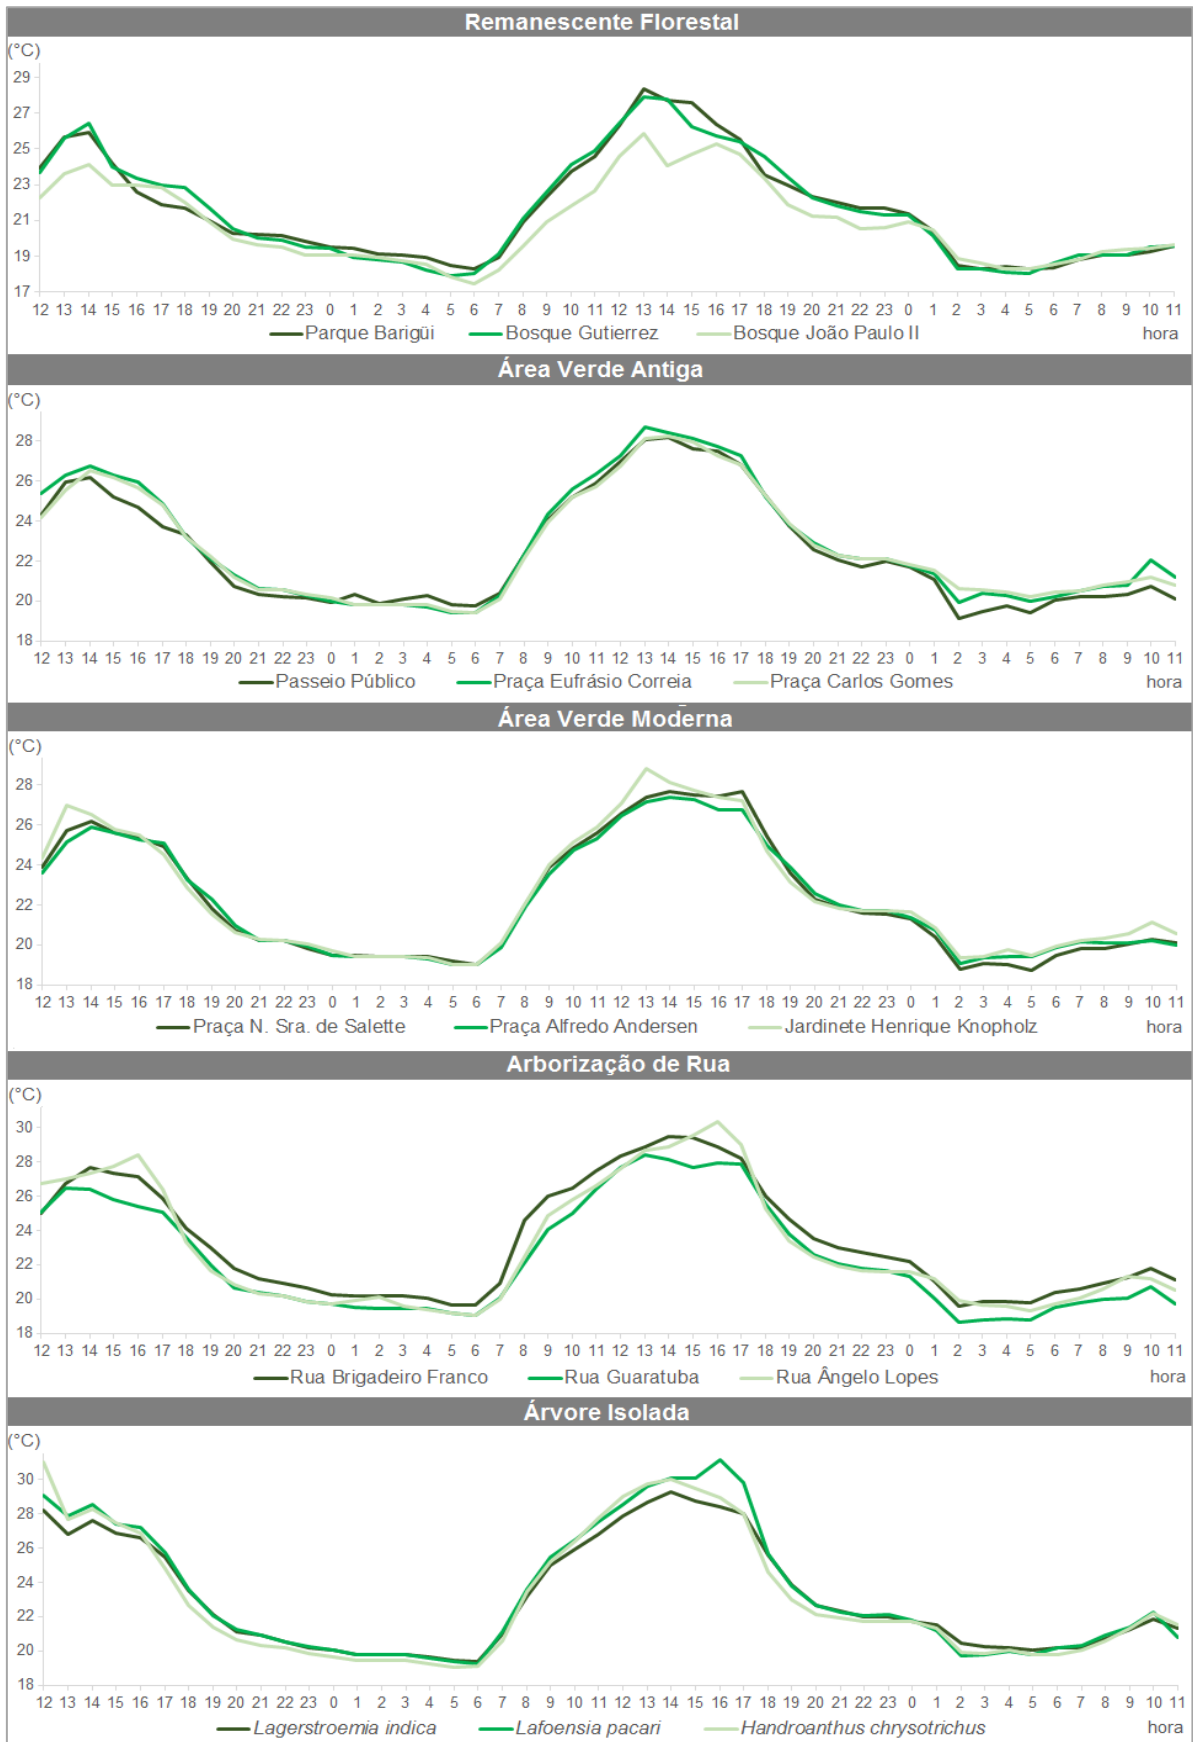 Remanescente Florestal
(°C)
29
27
25
23
21
19
17
12 13 14 15 16 17 18 19 20 21 22 23 0 1 2 3 4 5 6 7 8 9 10 11 12 13 14 15 16 17 18 19 20 21 22 23 0 1 2 3 4 5 6 7 8 9 10 11
Parque Barigüi Bosque Gutierrez Bosque João Paulo II hora
Área Verde Antiga
(°C)
28
26
24
22
20
18
12 13 14 15 16 17 18 19 20 21 22 23 0 1 2 3 4 5 6 7 8 9 10 11 12 13 14 15 16 17 18 19 20 21 22 23 0 1 2 3 4 5 6 7 8 9 10 11
Passeio Público Praça Eufrásio Correia Praça Carlos Gomes hora
Área Verde Moderna
(°C)
28
26
24
22
20
18
12 13 14 15 16 17 18 19 20 21 22 23 0 1 2 3 4 5 6 7 8 9 10 11 12 13 14 15 16 17 18 19 20 21 22 23 0 1 2 3 4 5 6 7 8 9 10 11
Praça N. Sra. de Salette Praça Alfredo Andersen Jardinete Henrique Knopholz hora
Arborização de Rua
(°C)
30
28
26
24
22
20
18
12 13 14 15 16 17 18 19 20 21 22 23 0 1 2 3 4 5 6 7 8 9 10 11 12 13 14 15 16 17 18 19 20 21 22 23 0 1 2 3 4 5 6 7 8 9 10 11
Rua Brigadeiro Franco Rua Guaratuba Rua Ângelo Lopes hora
Árvore Isolada
(°C)
30
28
26
24
22
20
18
12 13 14 15 16 17 18 19 20 21 22 23 0 1 2 3 4 5 6 7 8 9 10 11 12 13 14 15 16 17 18 19 20 21 22 23 0 1 2 3 4 5 6 7 8 9 10 11
Lagerstroemia indica Lafoensia pacari Handroanthus chrysotrichus hora